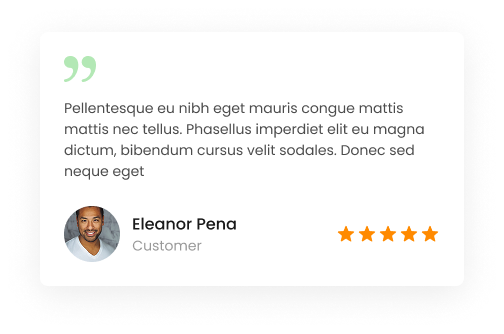 Pellentesque eu nibh eget mauris congue mattis
mattis nec tellus. Phasellus imperdiet elit eu magna
dictum, bibendum cursus velit sodales. Donec sed
neque eget
Eleanor Pena
Customer